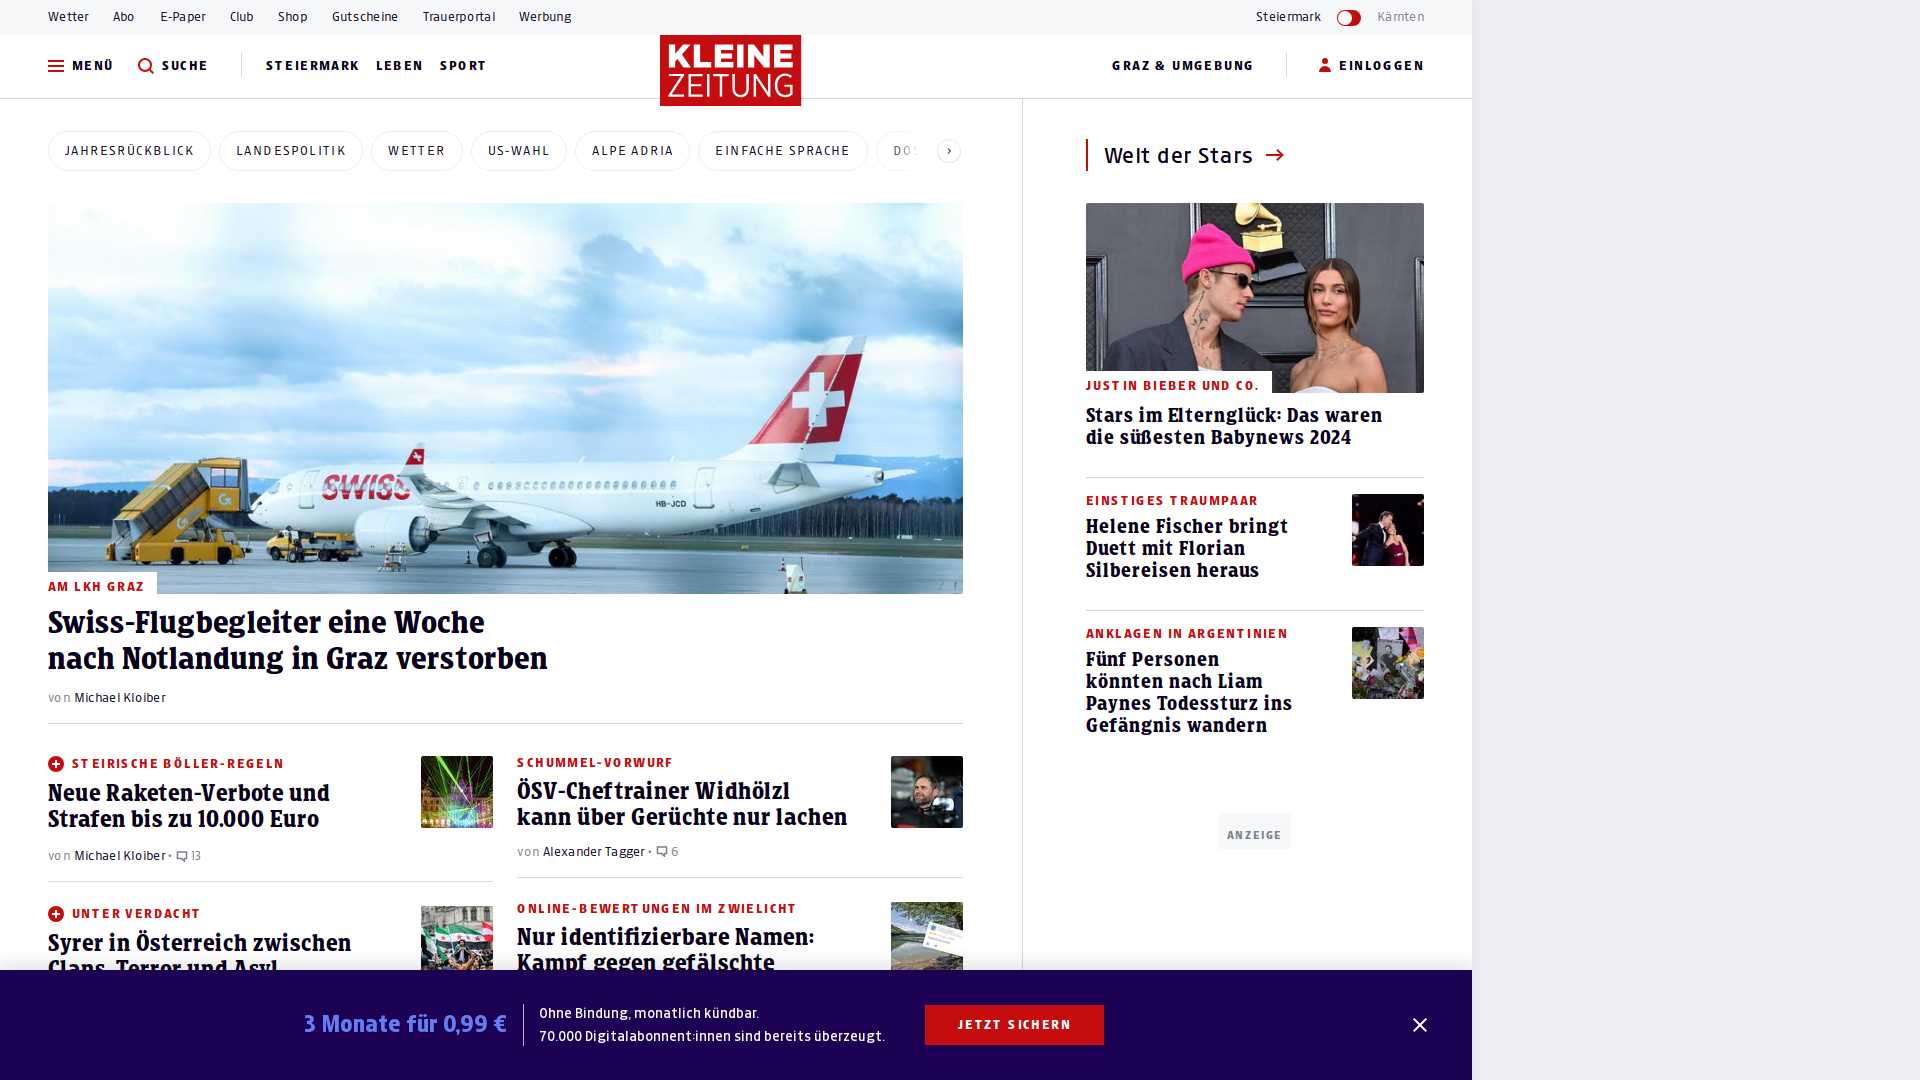 Wetter Abo E-Paper Club Shop Gutscheine Trauerportal Werbung
Steiermark Kärnten
MENÜ SUCHE STEIERMARK LEBEN SPORT
KLEINE
ZEITUNG
GRAZ & UMGEBUNG EINLOGGEN
JAHRESRÜCKBLICK LANDESPOLITIK WETTER US-WAHL ALPE ADRIA EINFACHE SPRACHE
SWISS
HB-JCD
AM LKH GRAZ
Swiss-Flugbegleiter eine Woche
nach Notlandung in Graz verstorben
von Michael Kloiber
STEIRISCHE BÖLLER-REGELN
Neue Raketen-Verbote und
Strafen bis zu 10.000 Euro
von Michael Kloiber • 13
UNTER VERDACHT
Syrer in Österreich zwischen
Clans, Terror und Asyl
SCHUMMEL-VORWURF
ÖSV-Cheftrainer Widhölzl
kann über Gerüchte nur lachen
von Alexander Tagger • 6
ONLINE-BEWERTUNGEN IM ZWIELICHT
Nur identifizierbare Namen:
Kampf gegen gefälschte
Welt der Stars
JUSTIN BIEBER UND CO.
Stars im Elternglück: Das waren
die süßesten Babynews 2024
EINSTIGES TRAUMPAAR
Helene Fischer bringt
Duett mit Florian
Silbereisen heraus
ANKLAGEN IN ARGENTINIEN
Fünf Personen
könnten nach Liam
Paynes Todessturz ins
Gefängnis wandern
ANZEIGE
3 Monate für 0,99 €
Ohne Bindung, monatlich kündbar.
70.000 Digitalabonnent:innen sind bereits überzeugt.
JETZT SICHERN